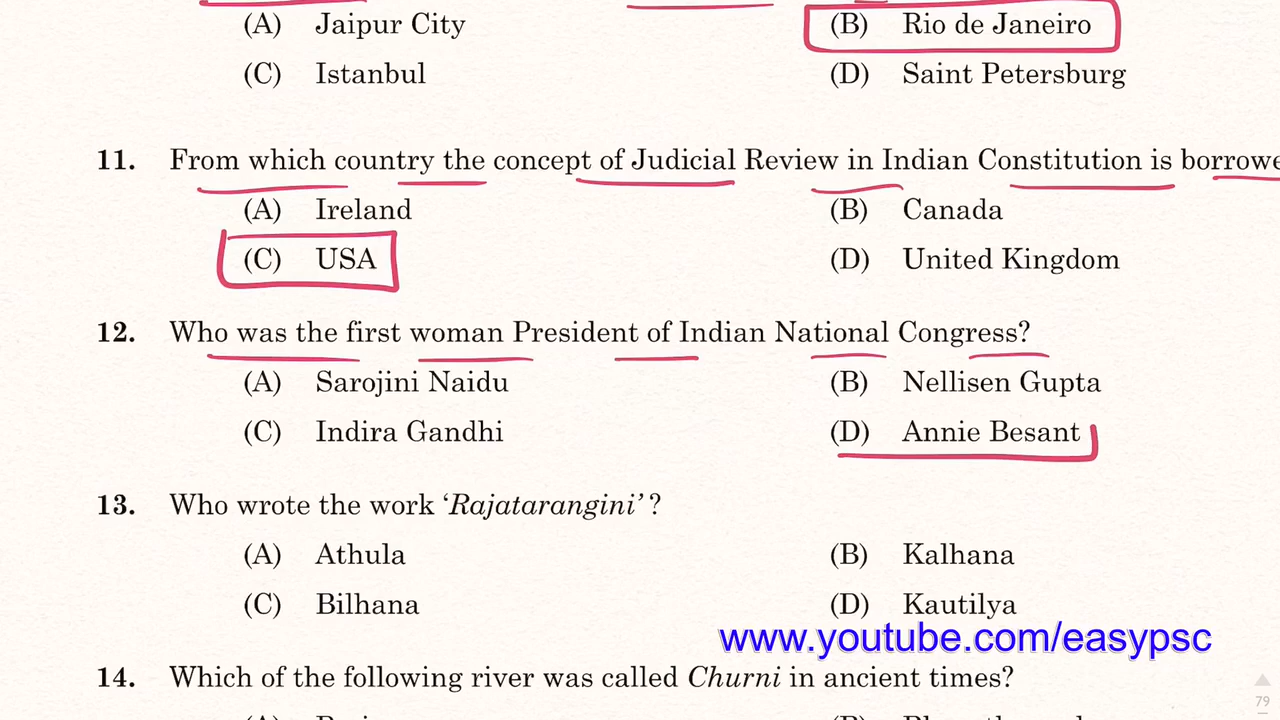 (A) Jaipur City (B) Rio de Janeiro
(C) Istanbul (D) Saint Petersburg
11. From which country the concept of Judicial Review in Indian Constitution is borrowe
(A) Ireland (B) Canada
(C) USA (D) United Kingdom
12. Who was the first woman President of Indian National Congress?
(A) Sarojini Naidu (B) Nellisen Gupta
(C) Indira Gandhi (D) Annie Besant
13. Who wrote the work ‘Rajatarangini’?
(A) Athula (B) Kalhana
(C) Bilhana (D) Kautilya
www.youtube.com/easypsc
14. Which of the following river was called Churni in ancient times?
79